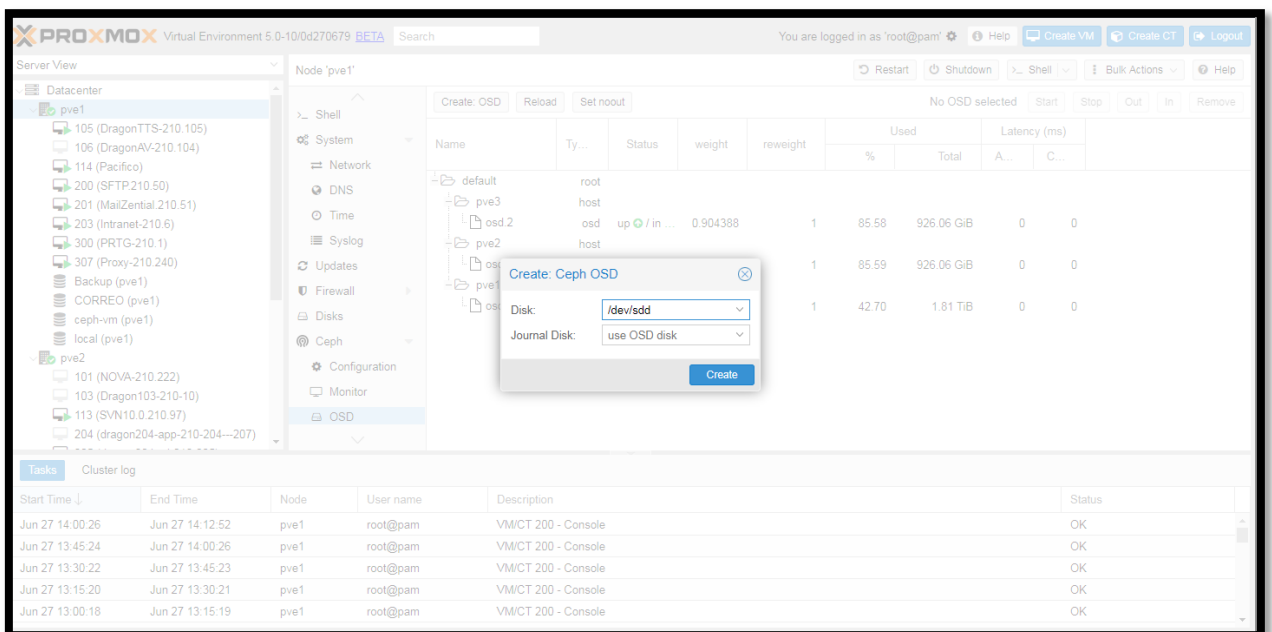 PROXMOX Virtual Environment 5.0-10/0d270679 BETA Search You are logged in as 'root@pam' Help Create VM Create CT Logout
Server View
Node 'pve1' Restart Shutdown >_ Shell Bulk Actions Help
Datacenter
pve1
105 (DragonTTS-210.105)
106 (DragonAV-210.104)
114 (Pacifico)
200 (SFTP.210.50)
201 (MailZential.210.51)
203 (Intranet-210.6)
300 (PRTG-210.1)
307 (Proxy-210.240)
Backup (pve1)
CORREO (pve1)
ceph-vm (pve1)
local (pve1)
pve2
101 (NOVA-210.222)
103 (Dragon103-210-10)
113 (SVN10.0.210.97)
204 (dragon204-app-210-204---207)
>_ Shell
System
Network
DNS
Time
Syslog
Updates
Firewall
Disks
Ceph
Configuration
Monitor
OSD
Create: OSD Reload Set noout No OSD selected Start Stop Out In Remove
Name Ty... Status weight reweight Used Latency (ms)
% Total A... C...
default root
pve3 host
osd.2 osd up / in ... 0.904388 1 85.58 926.06 GiB 0 0
pve2 host
1 85.59 926.06 GiB 0 0
pve1
1 42.70 1.81 TiB 0 0
Create: Ceph OSD
Disk: /dev/sdd
Journal Disk: use OSD disk
Create
Tasks Cluster log
Start Time ↓ End Time Node User name Description Status
Jun 27 14:00:26 Jun 27 14:12:52 pve1 root@pam VM/CT 200 - Console OK
Jun 27 13:45:24 Jun 27 14:00:26 pve1 root@pam VM/CT 200 - Console OK
Jun 27 13:30:22 Jun 27 13:45:23 pve1 root@pam VM/CT 200 - Console OK
Jun 27 13:15:20 Jun 27 13:30:21 pve1 root@pam VM/CT 200 - Console OK
Jun 27 13:00:18 Jun 27 13:15:19 pve1 root@pam VM/CT 200 - Console OK